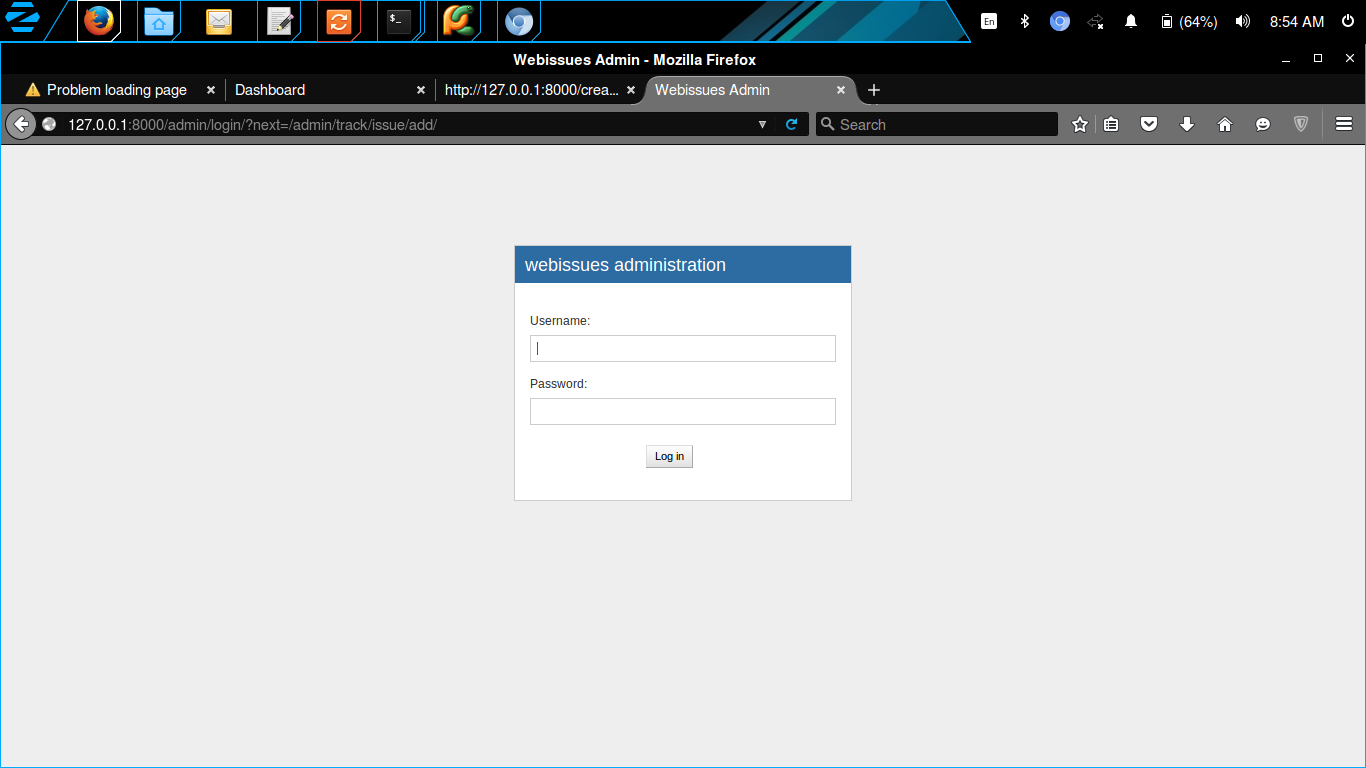 >_
En
(64%)
8:54 AM
Webissues Admin - Mozilla Firefox
Problem loading page
Dashboard
http://127.0.0.1:8000/crea...
Webissues Admin
127.0.0.1:8000/admin/login/?next=/admin/track/issue/add/
Search
webissues administration
Username:
Password:
Log in